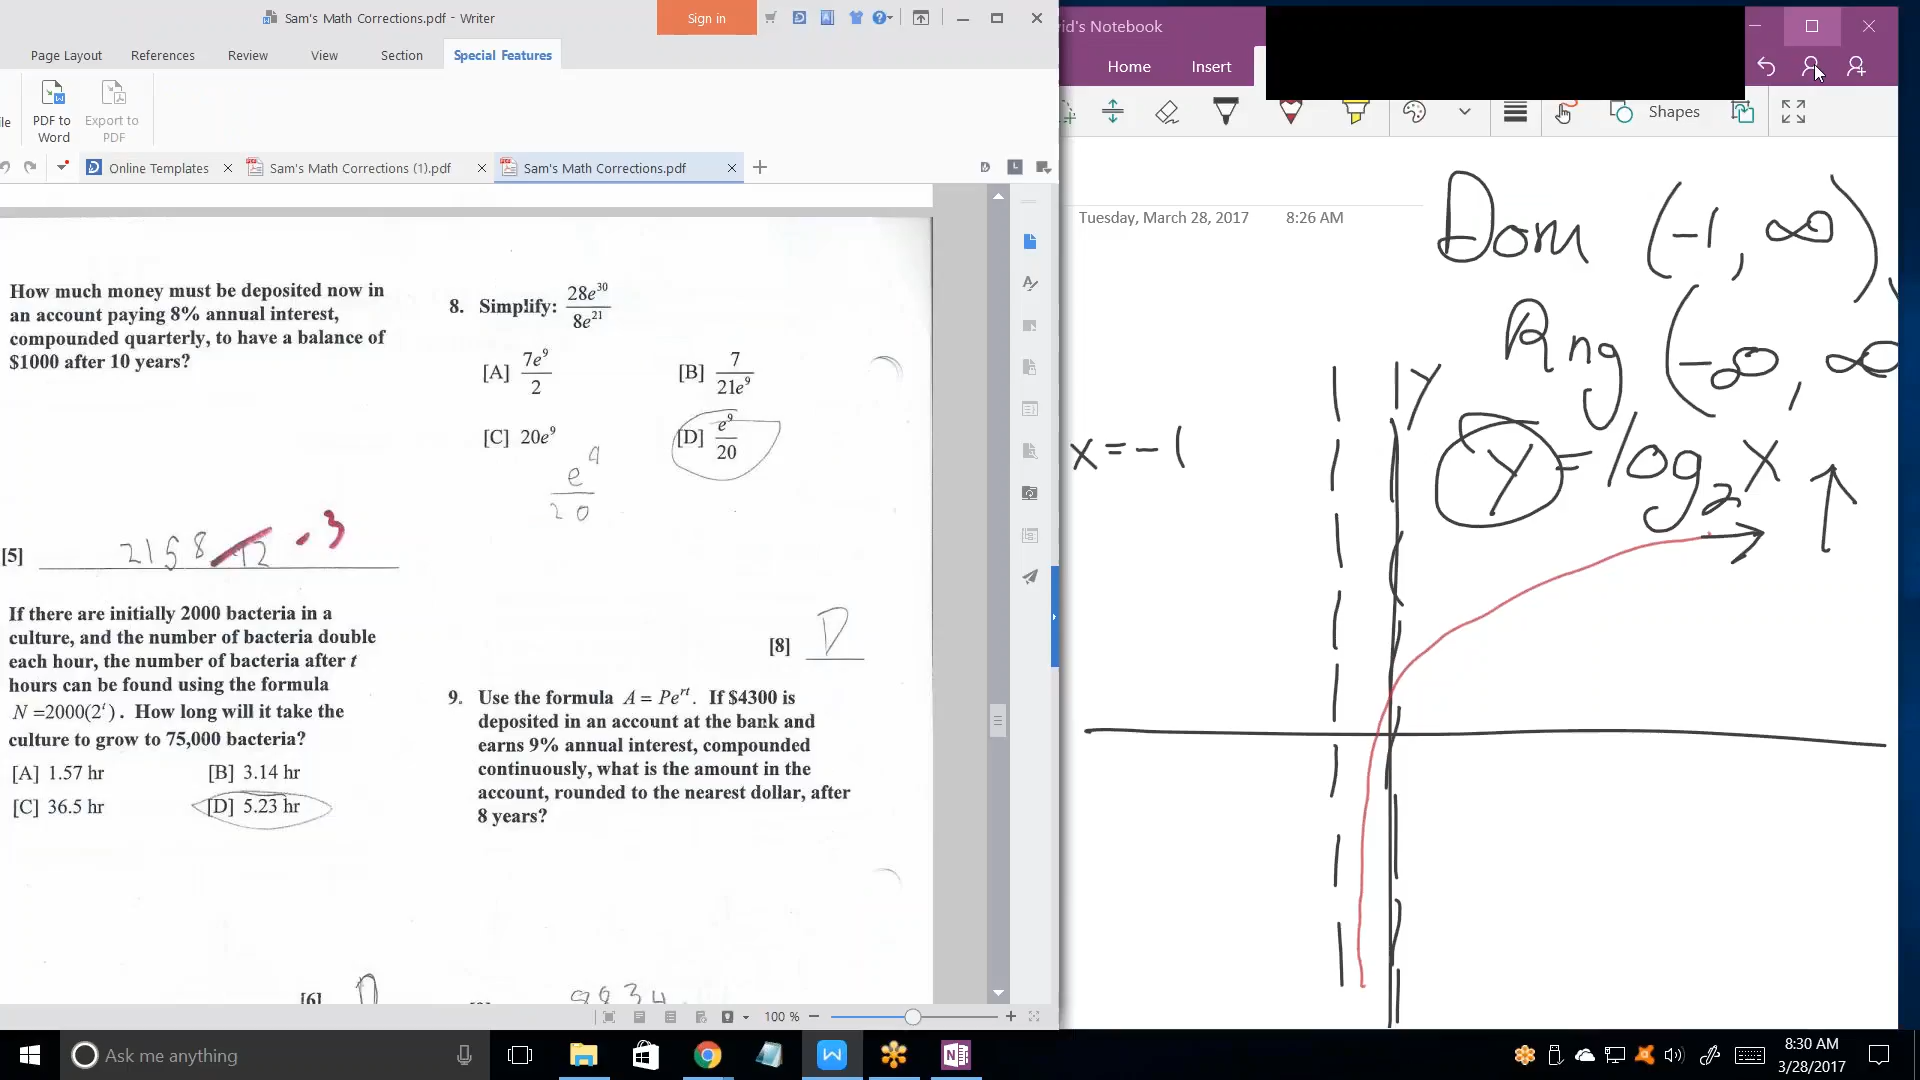 Sam's Math Corrections.pdf - Writer
Sign in
Page Layout
References
Review
View
Section
Special Features
PDF to Word
Export to PDF
Online Templates
Sam's Math Corrections (1).pdf
Sam's Math Corrections.pdf
How much money must be deposited now in
an account paying 8% annual interest,
compounded quarterly, to have a balance of
$1000 after 10 years?
[5] 2158.12 .3
If there are initially 2000 bacteria in a
culture, and the number of bacteria double
each hour, the number of bacteria after t
hours can be found using the formula
N =2000(2^t). How long will it take the
culture to grow to 75,000 bacteria?
[A] 1.57 hr
[B] 3.14 hr
[C] 36.5 hr
[D] 5.23 hr
[6] D
8. Simplify: 28e^30 / 8e^21
[A] 7e^9 / 2
[B] 7 / 21e^9
[C] 20e^9
[D] e^9 / 20
e^9 / 20
[8] D
9. Use the formula A = Pe^rt. If $4300 is
deposited in an account at the bank and
earns 9% annual interest, compounded
continuously, what is the amount in the
account, rounded to the nearest dollar, after
8 years?
8834
100 %
's Notebook
Home
Insert
Shapes
Tuesday, March 28, 2017
8:26 AM
Dom (-1, ∞)
Rng (-∞, ∞
Y
x = -1
Y = log₂ X
Ask me anything
8:30 AM
3/28/2017